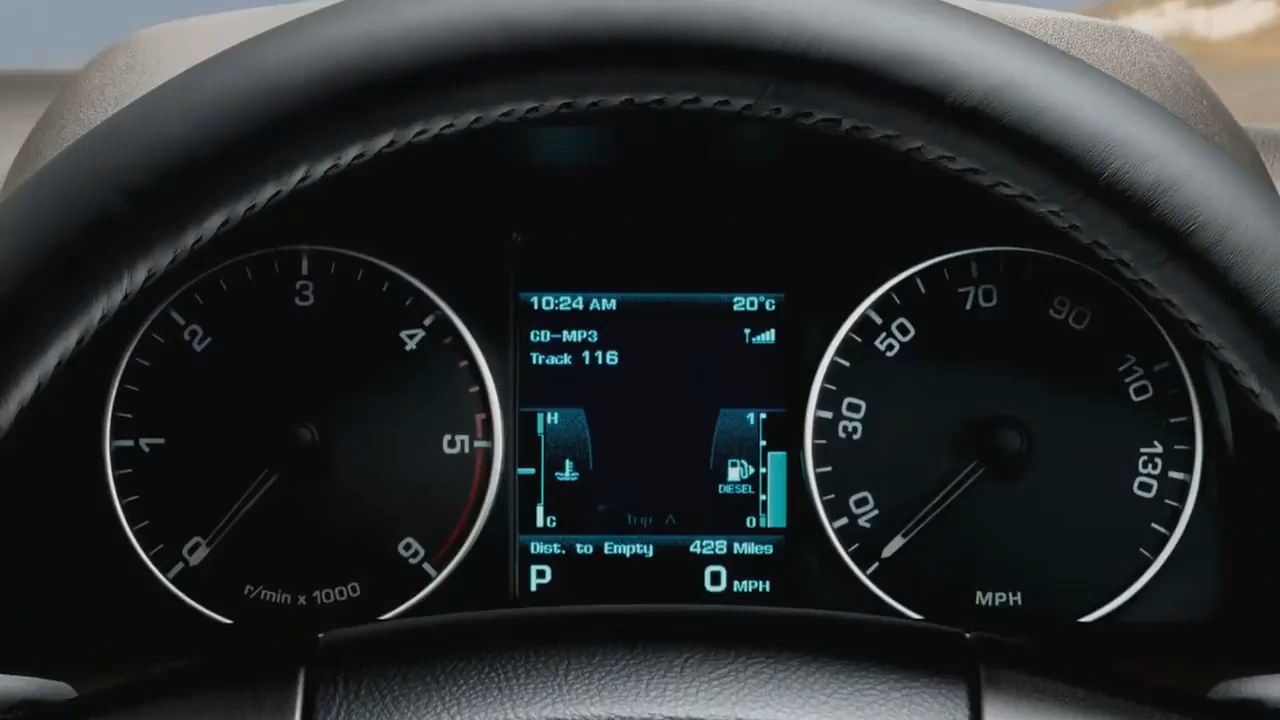 10:24 AM 20°c
CD-MP3
Track 116
H 1
DIESEL
C 0
Trip A
Dist. to Empty 428 Miles
P 0 MPH
0 1 2 3 4 5 6
r/min x 1000
10 30 50 70 90 110 130
MPH